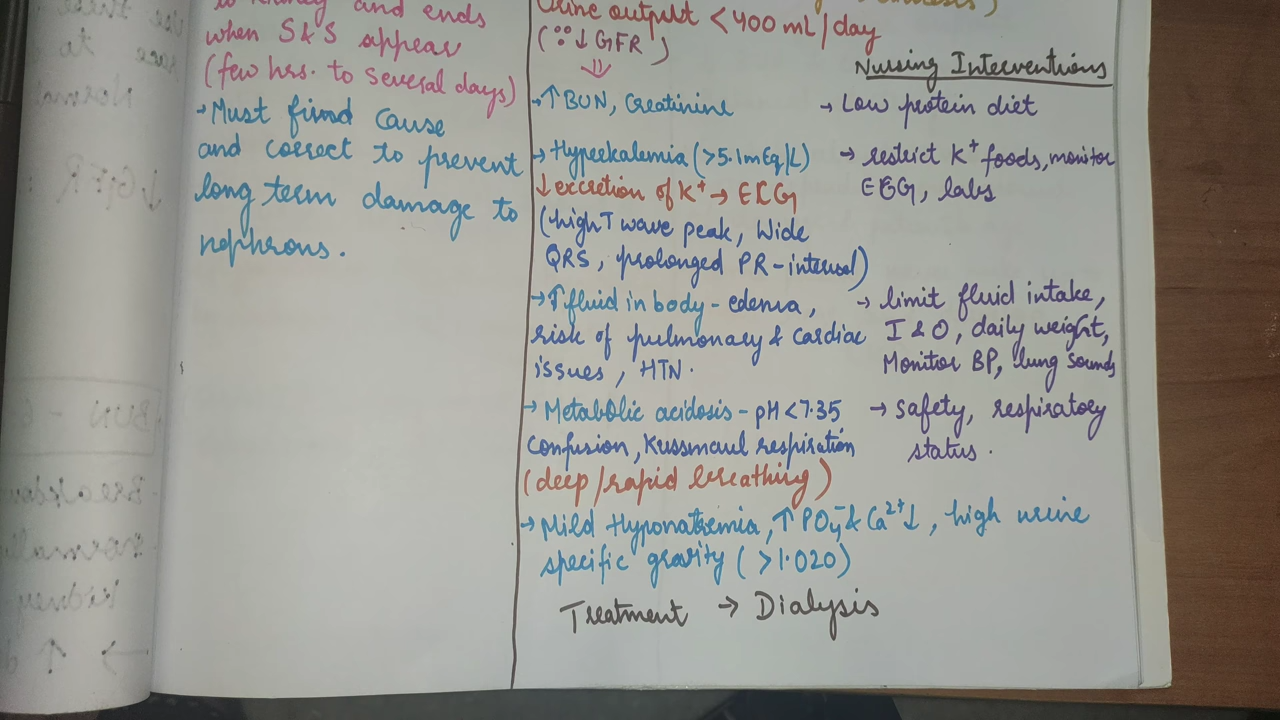 to kidney and ends
when S&S appear
(few hrs. to several days)
→Must find cause
and correct to prevent
long term damage to
nephrons.
Urine output <400 mL/day
(∵ ↓GFR)
⇓
→↑BUN, Creatinine
→ Hyperkalemia (>5.1mEq/L)
↓excretion of K⁺ → ECG
(high T wave peak, Wide
QRS, prolonged PR-interval)
→↑fluid in body - edema,
risk of pulmonary & cardiac
issues, HTN.
→ Metabolic acidosis - pH<7.35
Confusion, Kussmaul respiration
(deep/rapid breathing)
→ Mild Hyponatremia, ↑PO₄⁻& Ca²⁺↓, high urine
specific gravity (>1.020)
Treatment → Dialysis
Nursing Interventions
→ Low protein diet
→ restrict K⁺ foods, monitor
ECG, labs
→ limit fluid intake,
I & O, daily weight,
Monitor BP, lung sounds
→ Safety, respiratory
status.